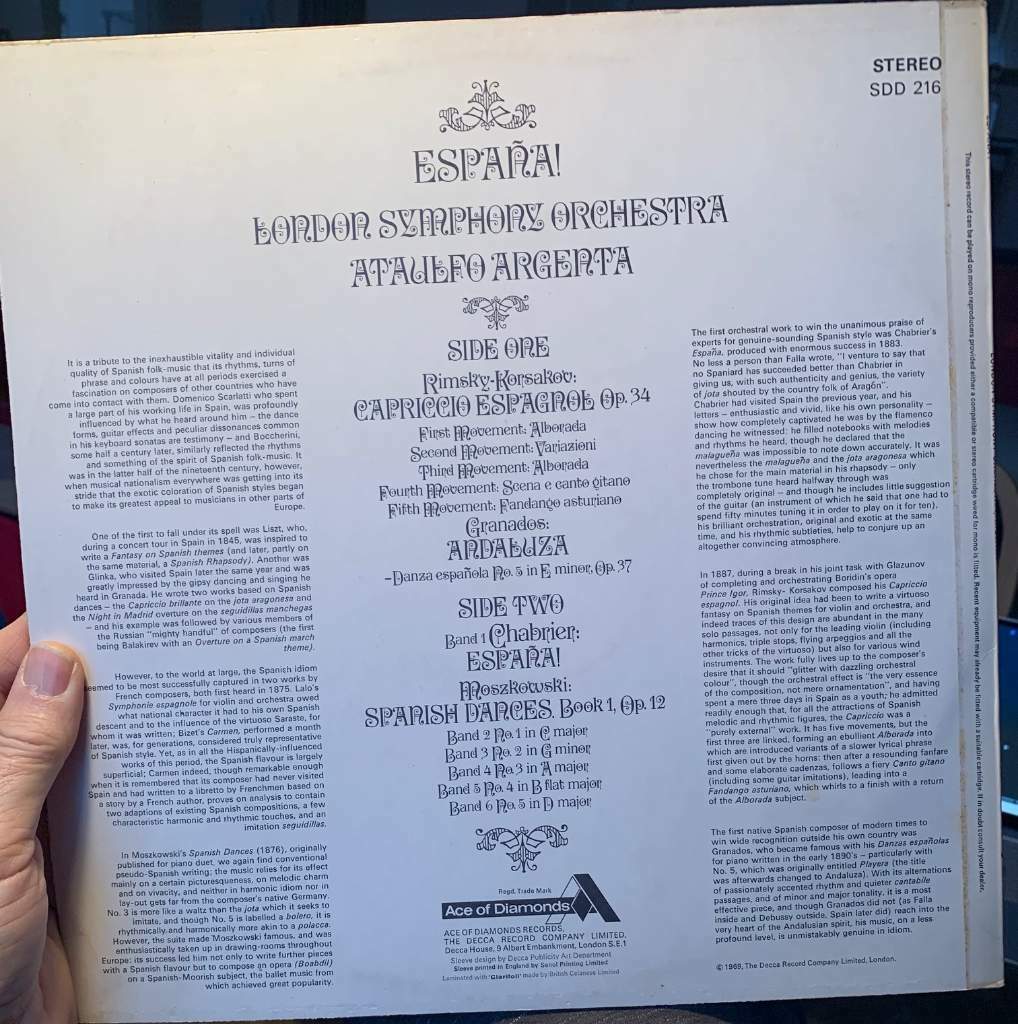 STEREO
SDD 216
ESPAÑA!
LONDON SYMPHONY ORCHESTRA
ATAULFO ARGENTA
It is a tribute to the inexhaustible vitality and individual
quality of Spanish folk-music that its rhythms, turns of
phrase and colours have at all periods exercised a
fascination on composers of other countries who have
come into contact with them. Domenico Scarlatti who spent
a large part of his working life in Spain, was profoundly
influenced by what he heard around him – the dance
forms, guitar effects and peculiar dissonances common
in his keyboard sonatas are testimony – and Boccherini,
some half a century later, similarly reflected the rhythms
and something of the spirit of Spanish folk-music. It
was in the latter half of the nineteenth century, however,
when musical nationalism everywhere was getting into its
stride that the exotic coloration of Spanish styles began
to make its greatest appeal to musicians in other parts of
Europe.
One of the first to fall under its spell was Liszt, who,
during a concert tour in Spain in 1845, was inspired to
write a Fantasy on Spanish themes (and later, partly on
the same material, a Spanish Rhapsody). Another was
Glinka, who visited Spain later the same year and was
greatly impressed by the gipsy dancing and singing he
heard in Granada. He wrote two works based on Spanish
dances – the Capriccio brillante on the jota aragonesa and
the Night in Madrid overture on the seguidillas manchegas
– and his example was followed by various members of
the Russian "mighty handful" of composers (the first
being Balakirev with an Overture on a Spanish march
theme).
However, to the world at large, the Spanish idiom
seemed to be most successfully captured in two works by
French composers, both first heard in 1875. Lalo's
Symphonie espagnole for violin and orchestra owed
what national character it had to his own Spanish
descent and to the influence of the virtuoso Saraste, for
whom it was written; Bizet's Carmen, performed a month
later, was, for generations, considered truly representative
of Spanish style. Yet, as in all the Hispanically-influenced
works of this period, the Spanish flavour is largely
superficial; Carmen indeed, though remarkable enough
when it is remembered that its composer had never visited
Spain and had written to a libretto by Frenchmen based on
a story by a French author, proves on analysis to contain
two adaptions of existing Spanish compositions, a few
characteristic harmonic and rhythmic touches, and an
imitation seguidillas.
In Moszkowski's Spanish Dances (1876), originally
published for piano duet, we again find conventional
pseudo-Spanish writing; the music relies for its effect
mainly on a certain picturesqueness, on melodic charm
and on vivacity, and neither in harmonic idiom nor in
lay-out gets far from the composer's native Germany.
No. 3 is more like a waltz than the jota which it seeks to
imitate, and though No. 5 is labelled a bolero, it is
rhythmically and harmonically more akin to a polacca.
However, the suite made Moszkowski famous, and was
enthusiastically taken up in drawing-rooms throughout
Europe: its success led him not only to write further pieces
with a Spanish flavour but to compose an opera (Boabdil)
on a Spanish-Moorish subject, the ballet music from
which achieved great popularity.
SIDE ONE
Rimsky-Korsakov:
CAPRICCIO ESPAGNOL Op. 34
First Movement: Alborada
Second Movement: Variazioni
Third Movement: Alborada
Fourth Movement: Scena e canto gitano
Fifth Movement: Fandango asturiano
Granados:
ANDALUZA
–Danza española No. 5 in E minor, Op. 37
SIDE TWO
Band 1 Chabrier:
ESPAÑA!
Moszkowski:
SPANISH DANCES. Book 1, Op. 12
Band 2 No. 1 in C major
Band 3 No. 2 in G minor
Band 4 No 3 in A major
Band 5 No. 4 in B flat major
Band 6 No. 5 in D major
Regd. Trade Mark
Ace of Diamonds
ACE OF DIAMONDS RECORDS,
THE DECCA RECORD COMPANY LIMITED,
Decca House, 9 Albert Embankment, London S.E.1
Sleeve design by Decca Publicity Art Department
Sleeve printed in England by Senol Printing Limited
Laminated with 'Clarifoil' made by British Celanese Limited
The first orchestral work to win the unanimous praise of
experts for genuine-sounding Spanish style was Chabrier's
España, produced with enormous success in 1883.
No less a person than Falla wrote, "I venture to say that
no Spaniard has succeeded better than Chabrier in
giving us, with such authenticity and genius, the variety
of jota shouted by the country folk of Aragón".
Chabrier had visited Spain the previous year, and his
letters – enthusiastic and vivid, like his own personality –
show how completely captivated he was by the flamenco
dancing he witnessed: he filled notebooks with melodies
and rhythms he heard, though he declared that the
malagueña was impossible to note down accurately. It was
nevertheless the malagueña and the jota aragonesa which
he chose for the main material in his rhapsody – only
the trombone tune heard halfway through was
completely original – and though he includes little suggestion
of the guitar (an instrument of which he said that one had to
spend fifty minutes tuning it in order to play on it for ten),
his brilliant orchestration, original and exotic at the same
time, and his rhythmic subtleties, help to conjure up an
altogether convincing atmosphere.
In 1887, during a break in his joint task with Glazunov
of completing and orchestrating Boridin's opera
Prince Igor, Rimsky- Korsakov composed his Capriccio
espagnol. His original idea had been to write a virtuoso
fantasy on Spanish themes for violin and orchestra, and
indeed traces of this design are abundant in the many
solo passages, not only for the leading violin (including
harmonics, triple stops, flying arpeggios and all the
other tricks of the virtuoso) but also for various wind
instruments. The work fully lives up to the composer's
desire that it should "glitter with dazzling orchestral
colour", though the orchestral effect is "the very essence
of the composition, not mere ornamentation", and having
spent a mere three days in Spain as a youth; he admitted
readily enough that, for all the attractions of Spanish
melodic and rhythmic figures, the Capriccio was a
"purely external" work. It has five movements, but the
first three are linked, forming an ebullient Alborada into
which are introduced variants of a slower lyrical phrase
first given out by the horns: then after a resounding fanfare
and some elaborate cadenzas, follows a fiery Canto gitano
(including some guitar imitations), leading into a
Fandango asturiano, which whirls to a finish with a return
of the Alborada subject.
The first native Spanish composer of modern times to
win wide recognition outside his own country was
Granados, who became famous with his Danzas españolas
for piano written in the early 1890's – particularly with
No. 5, which was originally entitled Playera (the title
was afterwards changed to Andaluza). With its alternations
of passionately accented rhythm and quieter cantabile
passages, and of minor and major tonality, it is a most
effective piece, and though Granados did not (as Falla
inside and Debussy outside, Spain later did) reach into the
very heart of the Andalusian spirit, his music, on a less
profound level, is unmistakably genuine in idiom.
© 1969, The Decca Record Company Limited, London.
This stereo record can be played on mono reproducers provided either a compatible or stereo cartridge wired for mono is fitted. Recent equipment may already be fitted with a suitable cartridge. If in doubt consult your dealer.